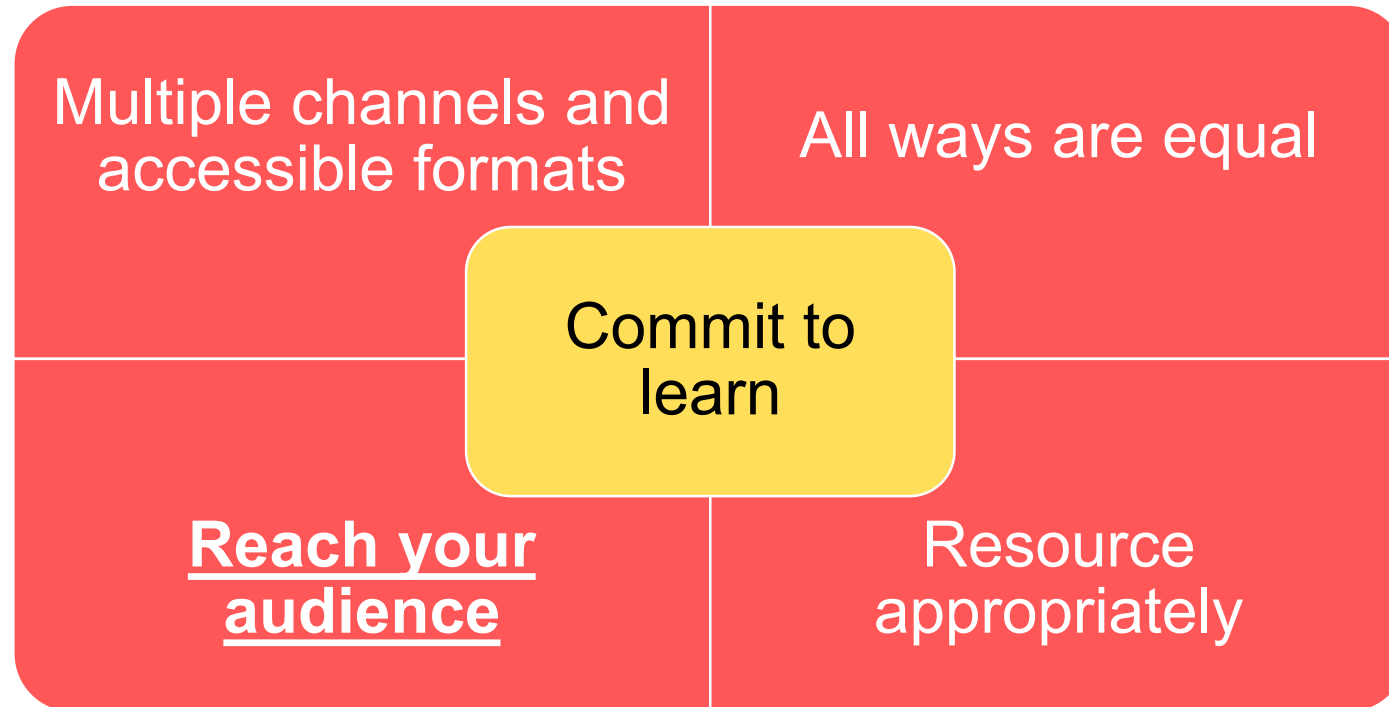 Multiple channels and
accessible formats
All ways are equal
Commit to
learn
Reach your
audience
Resource
appropriately